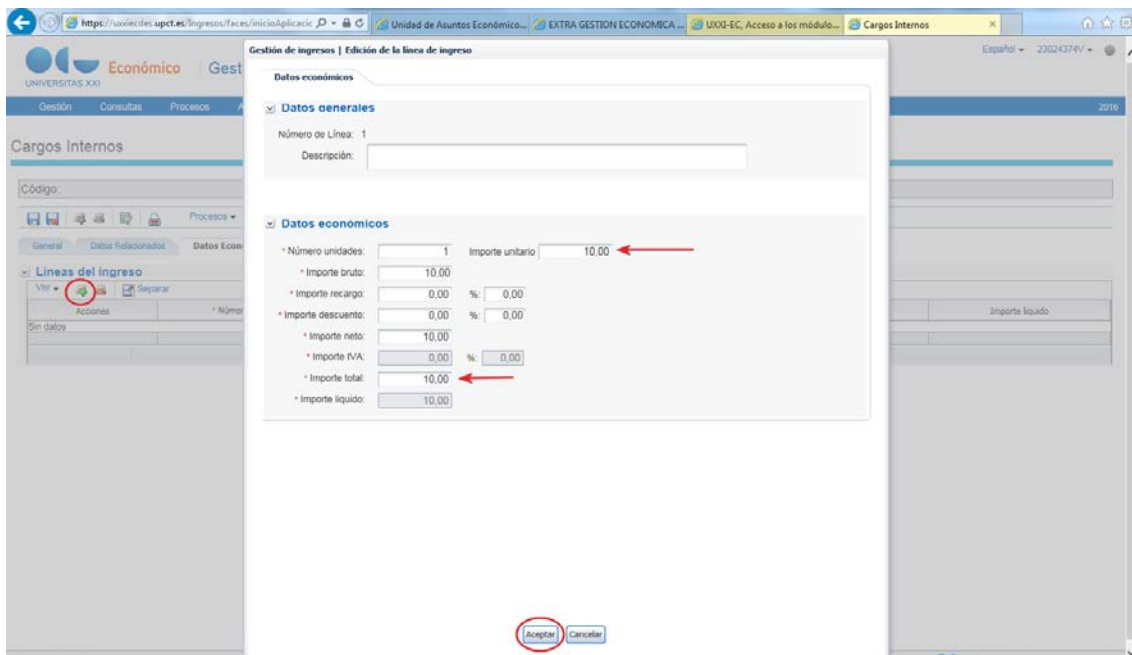 https://uxxiecdes.upct.es/Ingresos/faces/inicioAplicacic
Unidad de Asuntos Económico...
EXTRA GESTION ECONOMICA ...
UXXI-EC, Acceso a los módulo...
Cargos Internos
UNIVERSITAS XXI
Económico
Gest
Español
23024374V
Gestión Consultas Procesos A
2016
Cargos Internos
Código:
Procesos
General Datos Relacionados Datos Econ
Lineas del ingreso
Ver Separar
Acciones * Númer Importe liquido
Sin datos
Gestión de ingresos | Edición de la línea de ingreso
Datos económicos
Datos generales
Número de Línea: 1
Descripción:
Datos económicos
* Número unidades: 1 Importe unitario 10,00
* Importe bruto: 10,00
* Importe recargo: 0,00 %: 0,00
* Importe descuento: 0,00 %: 0,00
* Importe neto: 10,00
* Importe IVA: 0,00 %: 0,00
* Importe total: 10,00
* Importe liquido: 10,00
Aceptar Cancelar